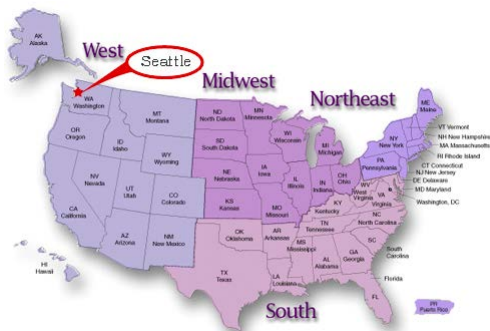 AK
Alaska
West
Seattle
Midwest
Northeast
WA
Washington
MT
Montana
ND
North Dakota
MN
Minnesota
ME
Maine
OR
Oregon
ID
Idaho
SD
South Dakota
WI
Wisconsin
MI
Michigan
NY
New York
VT Vermont
NH New Hampshire
MA Massachusetts
RI Rhode Island
CT Connecticut
NJ New Jersey
DE Delaware
MD Maryland
Washington, DC
WY
Wyoming
NE
Nebraska
IA
Iowa
PA
Pennsylvania
NV
Nevada
UT
Utah
CO
Colorado
IL
Illinois
IN
Indiana
OH
Ohio
WV
West Virginia
VA
Virginia
CA
California
KS
Kansas
MO
Missouri
KY
Kentucky
NC
North Carolina
AZ
Arizona
NM
New Mexico
OK
Oklahoma
AR
Arkansas
TN
Tennessee
SC
South
Carolina
MS
Mississippi
AL
Alabama
GA
Georgia
HI
Hawaii
TX
Texas
LA
Louisiana
Florida
FL
PR
Puerto Rico
South